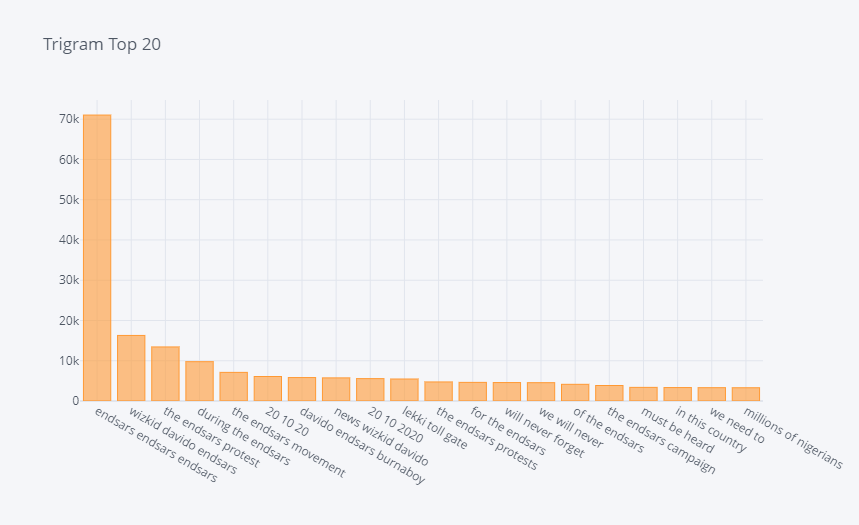 Trigram Top 20
70k
60k
50k
40k
30k
20k
10k
0
endsars endsars endsars
wizkid davido endsars
the endsars protest
during the endsars
the endsars movement
20 10 20
davido endsars burnaboy
news wizkid davido
20 10 2020
lekki toll gate
the endsars protests
for the endsars
will never forget
we will never
of the endsars
the endsars campaign
must be heard
in this country
we need to
millions of nigerians